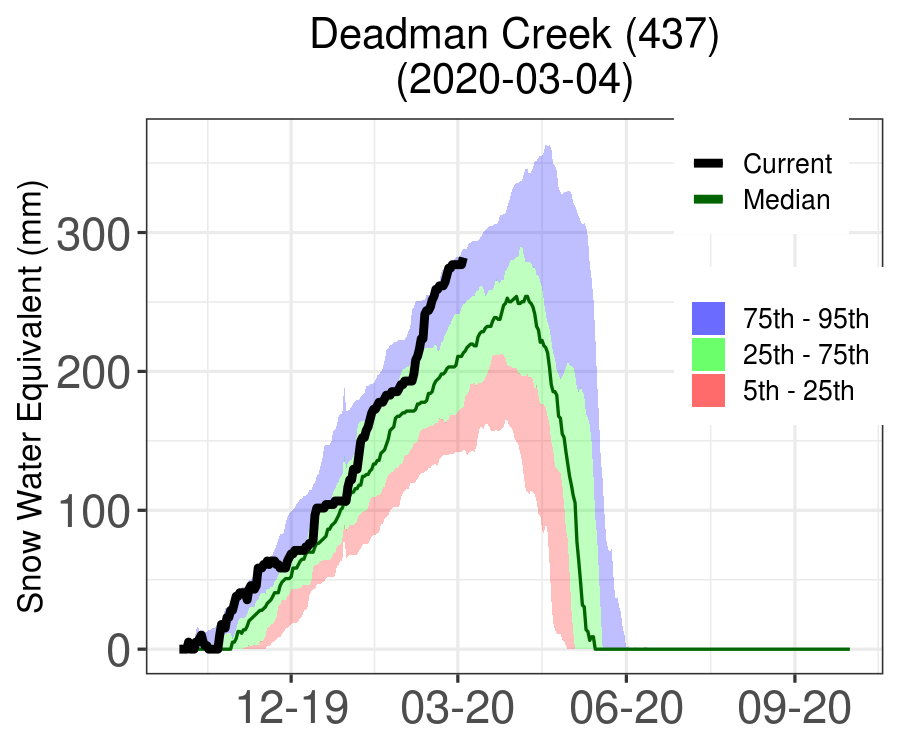 Deadman Creek (437)
(2020-03-04)
Snow Water Equivalent (mm)
300
200
100
0
12-19
03-20
06-20
09-20
Current
Median
75th - 95th
25th - 75th
5th - 25th